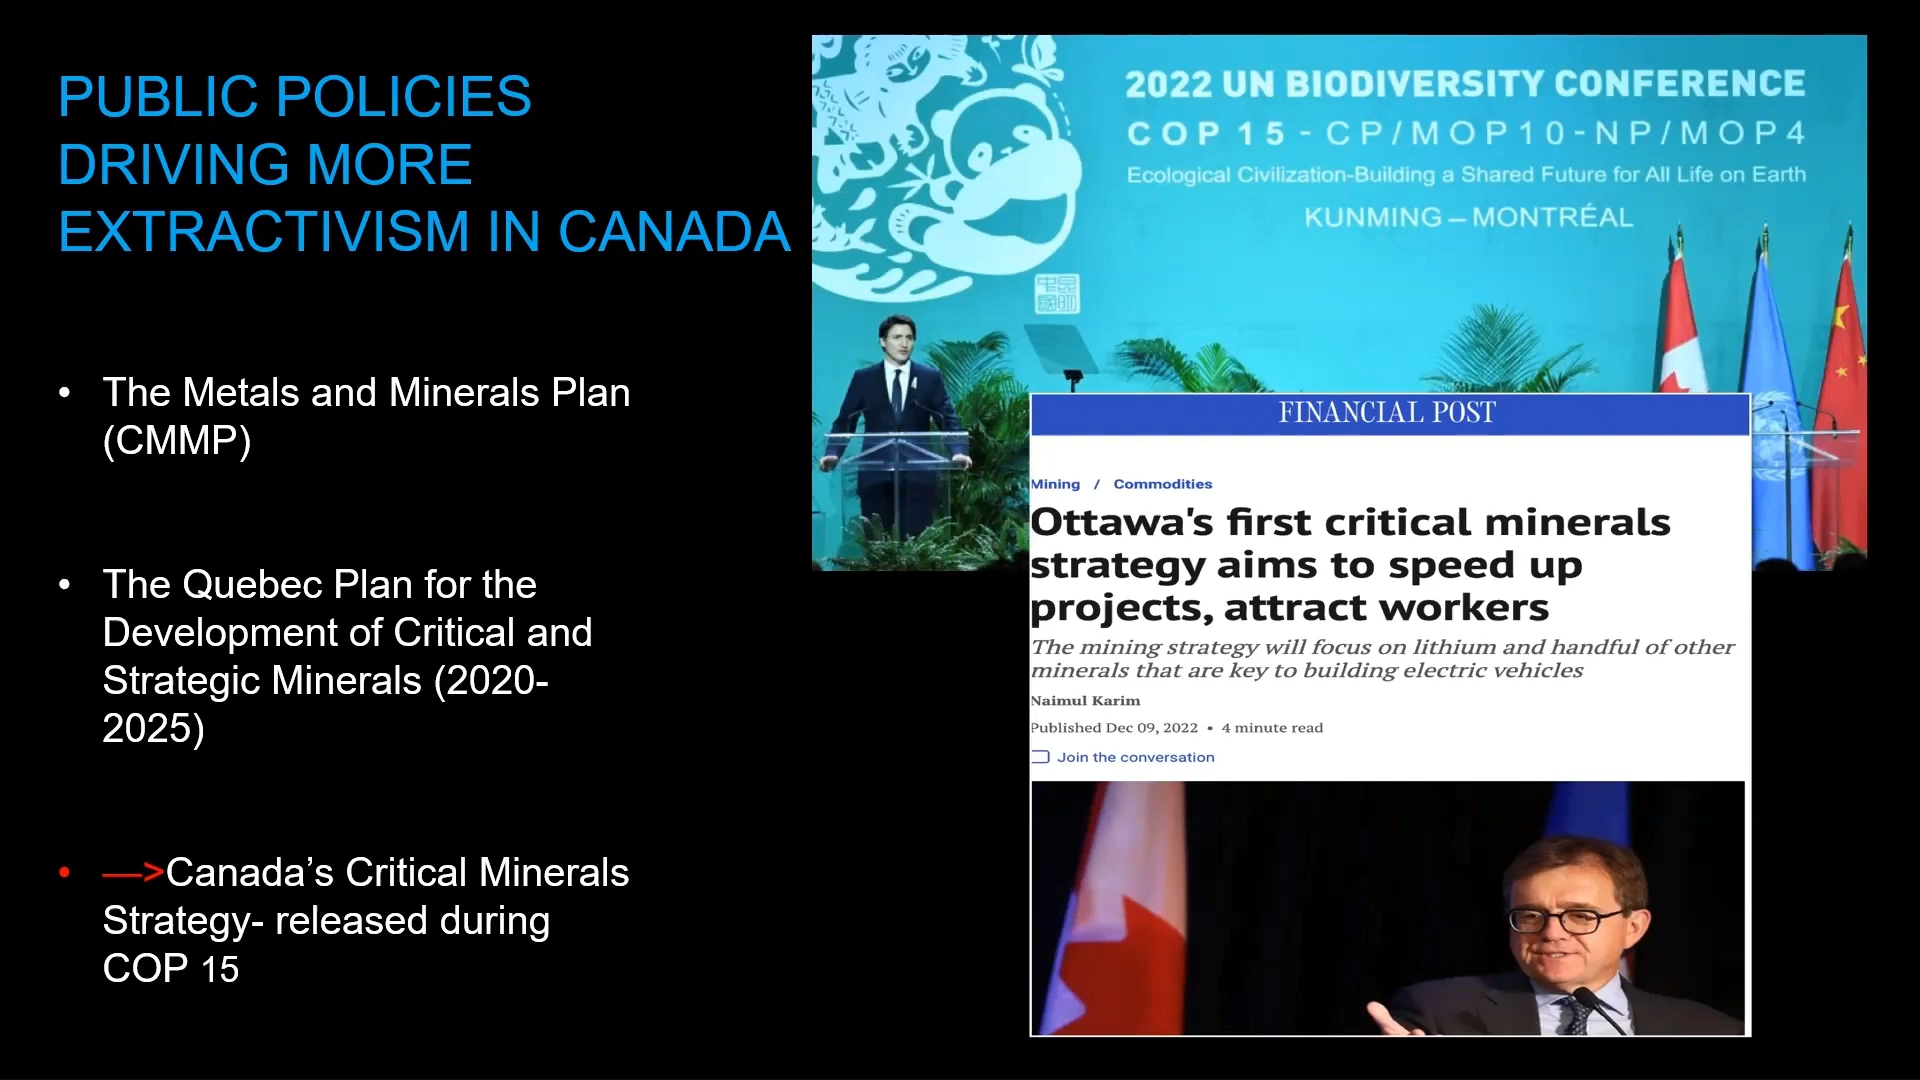 PUBLIC POLICIES
DRIVING MORE
EXTRACTIVISM IN CANADA
• The Metals and Minerals Plan
(CMMP)
• The Quebec Plan for the
Development of Critical and
Strategic Minerals (2020-
2025)
• —>Canada’s Critical Minerals
Strategy- released during
COP 15
2022 UN BIODIVERSITY CONFERENCE
COP 15 - CP/MOP10-NP/MOP4
Ecological Civilization-Building a Shared Future for All Life on Earth
KUNMING – MONTRÉAL
FINANCIAL POST
Mining / Commodities
Ottawa's first critical minerals
strategy aims to speed up
projects, attract workers
The mining strategy will focus on lithium and handful of other
minerals that are key to building electric vehicles
Naimul Karim
Published Dec 09, 2022 • 4 minute read
Join the conversation